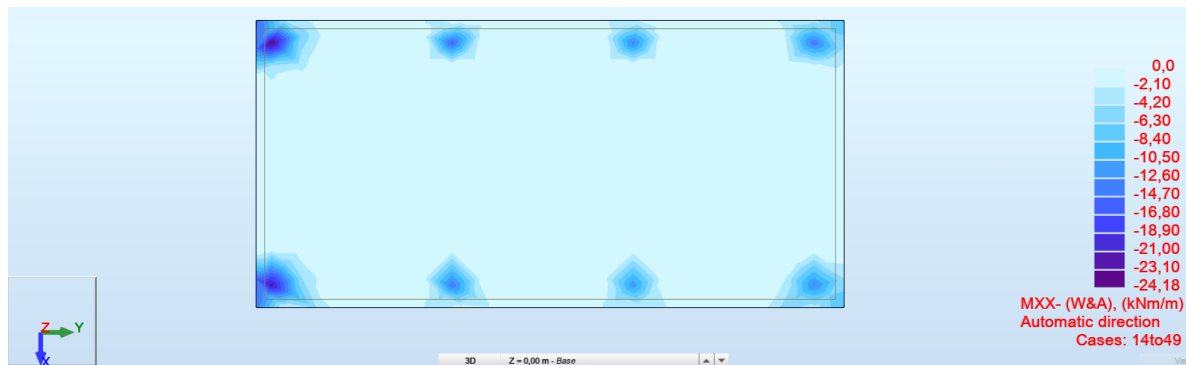 0,0
-2,10
-4,20
-6,30
-8,40
-10,50
-12,60
-14,70
-16,80
-18,90
-21,00
-23,10
-24,18
MXX- (W&A), (kNm/m)
Automatic direction
Cases: 14to49
Z Y
X
3D Z = 0,00 m - Base